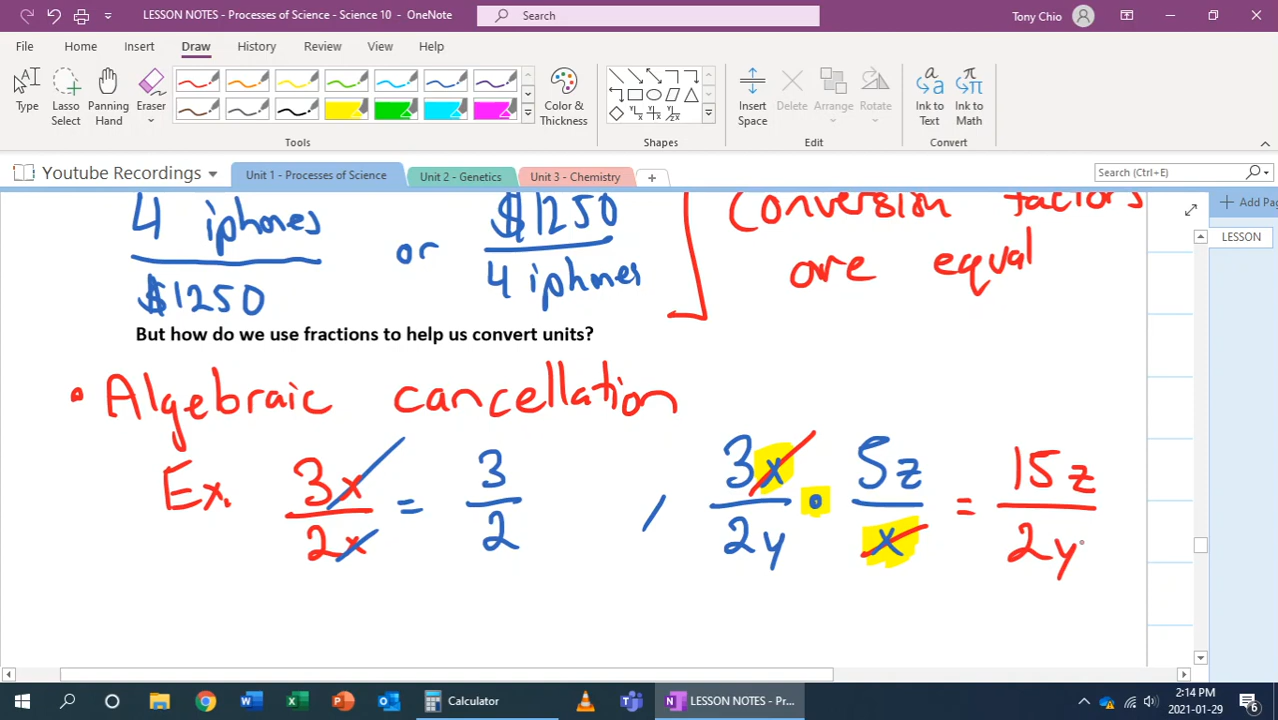 LESSON NOTES - Processes of Science - Science 10 - OneNote
Search
Tony Chio
File Home Insert Draw History Review View Help
Type
Lasso Select
Panning Hand
Eraser
Color & Thickness
Insert Space
Delete
Arrange
Rotate
Ink to Text
Ink to Math
Tools Shapes Edit Convert
Youtube Recordings
Unit 1 - Processes of Science
Unit 2 - Genetics
Unit 3 - Chemistry
+
Search (Ctrl+E)
+ Add Pag
LESSON
4 iphones / $1250 or $1250 / 4 iphones
Conversion factors
are equal
But how do we use fractions to help us convert units?
• Algebraic cancellation
Ex. 3x / 2x = 3 / 2 , 3x / 2y • 5z / x = 15z / 2y
Calculator
LESSON NOTES - Pr...
2:14 PM
2021-01-29
6